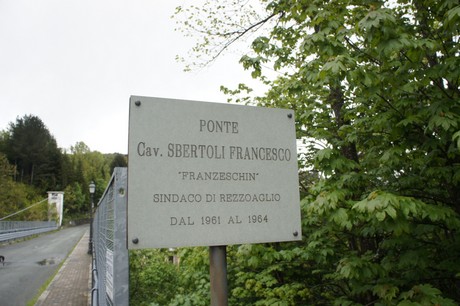 PONTE
Cav. SBERTOLI FRANCESCO
"FRANZESCHIN"
SINDACO DI REZZOAGLIO
DAL 1961 AL 1964